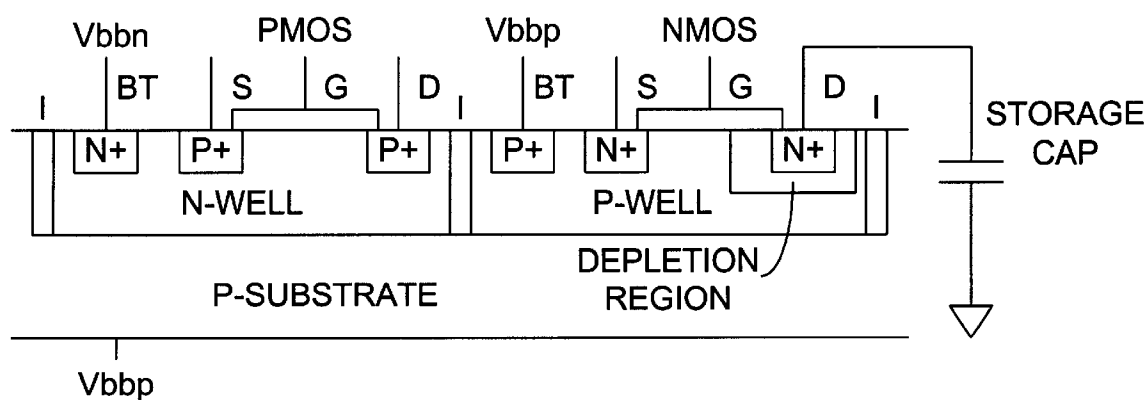 Vbbn
PMOS
Vbbp
NMOS
I
BT
S
G
D
I
BT
S
G
D
I
STORAGE
CAP
N+
P+
P+
P+
N+
N+
N-WELL
P-WELL
DEPLETION
REGION
P-SUBSTRATE
Vbbp